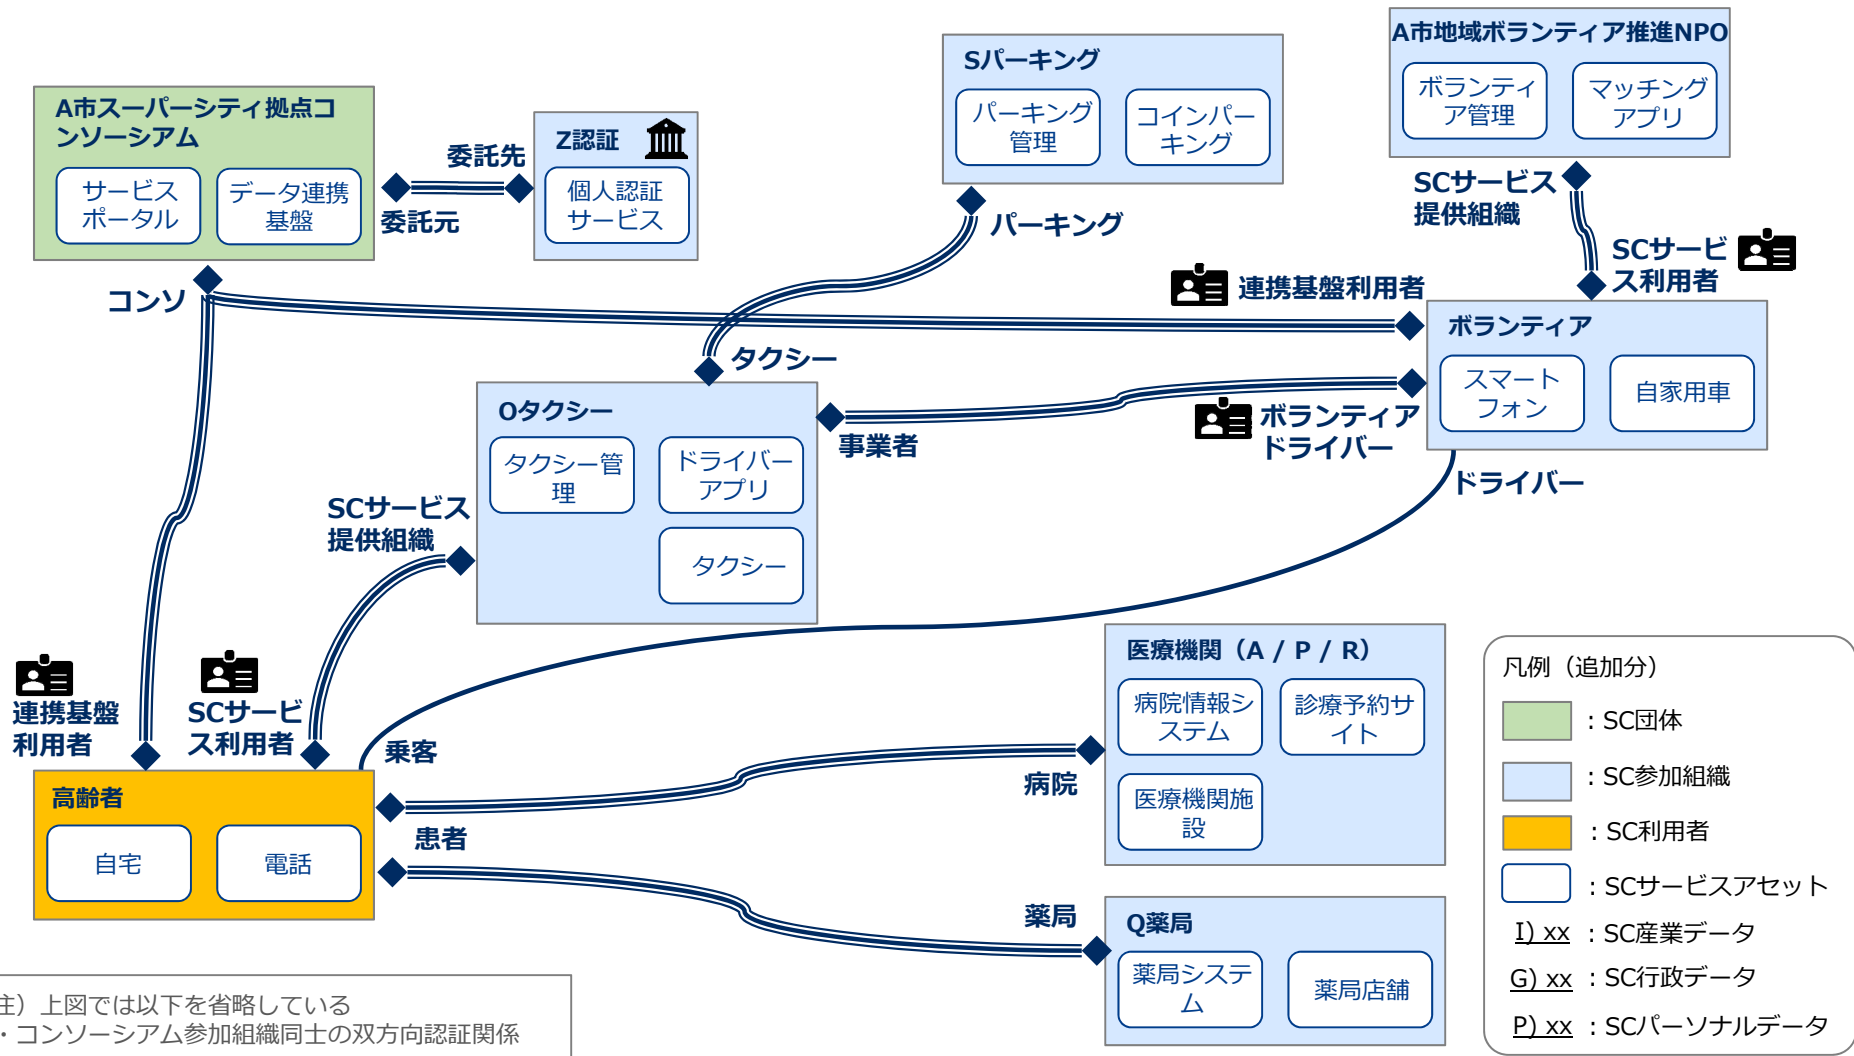 A市スーパーシティ拠点コ
ンソーシアム
サービス
ポータル
データ連携
基盤
委託先
委託元
Z認証
個人認証
サービス
Sパーキング
パーキング
管理
コインパー
キング
A市地域ボランティア推進NPO
ボランティ
ア管理
マッチング
アプリ
SCサービス
提供組織
SCサービ
ス利用者
パーキング
連携基盤利用者
コンソ
ボランティア
スマート
フォン
自家用車
タクシー
Oタクシー
タクシー管
理
ドライバー
アプリ
タクシー
事業者
ボランティア
ドライバー
ドライバー
SCサービス
提供組織
連携基盤
利用者
SCサービ
ス利用者
乗客
高齢者
自宅
電話
患者
病院
医療機関（A / P / R）
病院情報シ
ステム
診療予約サ
イト
医療機関施
設
薬局
Q薬局
薬局システ
ム
薬局店舗
凡例（追加分）
：SC団体
：SC参加組織
：SC利用者
：SCサービスアセット
I) xx ：SC産業データ
G) xx ：SC行政データ
P) xx ：SCパーソナルデータ
注）上図では以下を省略している
・コンソーシアム参加組織同士の双方向認証関係